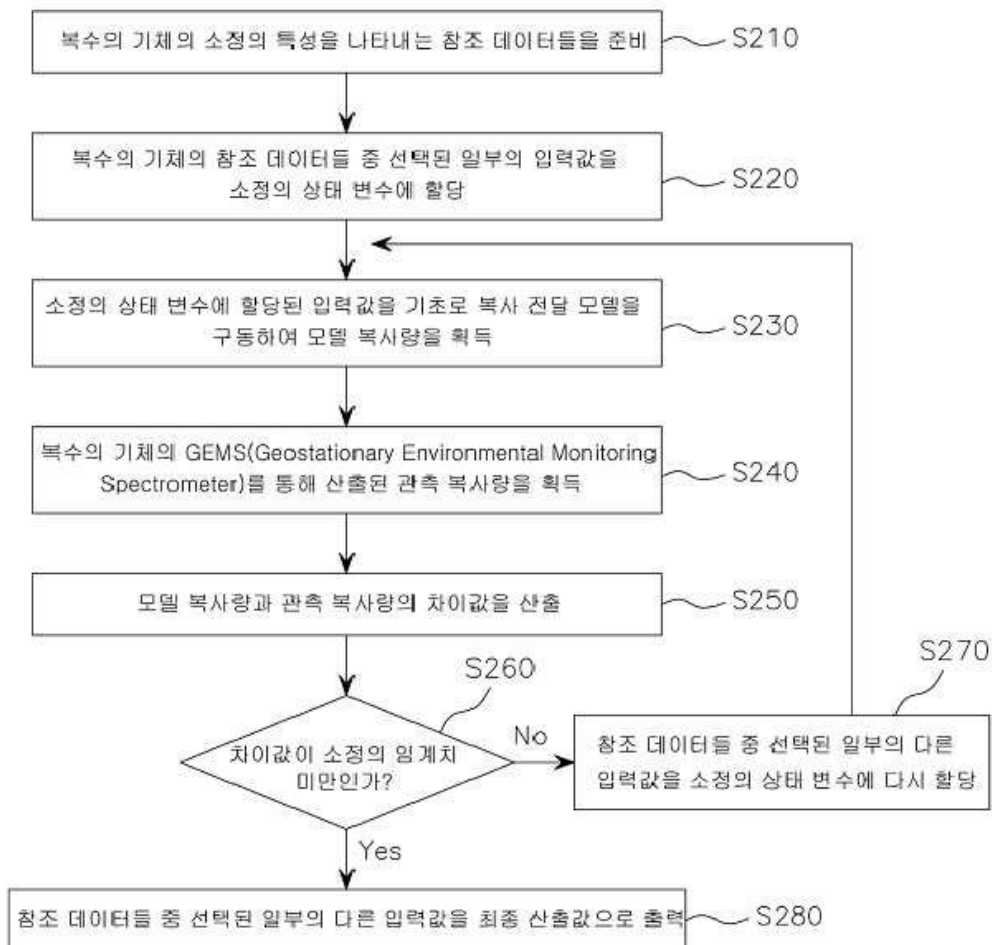 복수의 기체의 소정의 특성을 나타내는 참조 데이터들을 준비
S210
복수의 기체의 참조 데이터들 중 선택된 일부의 입력값을
소정의 상태 변수에 할당
S220
소정의 상태 변수에 할당된 입력값을 기초로 복사 전달 모델을
구동하여 모델 복사량을 획득
S230
복수의 기체의 GEMS(Geostationary Environmental Monitoring
Spectrometer)를 통해 산출된 관측 복사량을 획득
S240
모델 복사량과 관측 복사량의 차이값을 산출
S250
S260
차이값이 소정의 임계치
미만인가?
No
S270
참조 데이터들 중 선택된 일부의 다른
입력값을 소정의 상태 변수에 다시 할당
Yes
참조 데이터들 중 선택된 일부의 다른 입력값을 최종 산출값으로 출력
S280